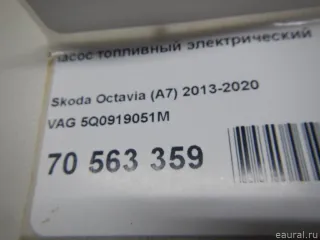 насос топливный электрический
Skoda Octavia (A7) 2013-2020
VAG 5Q0919051M
70 563 359
eaural.ru